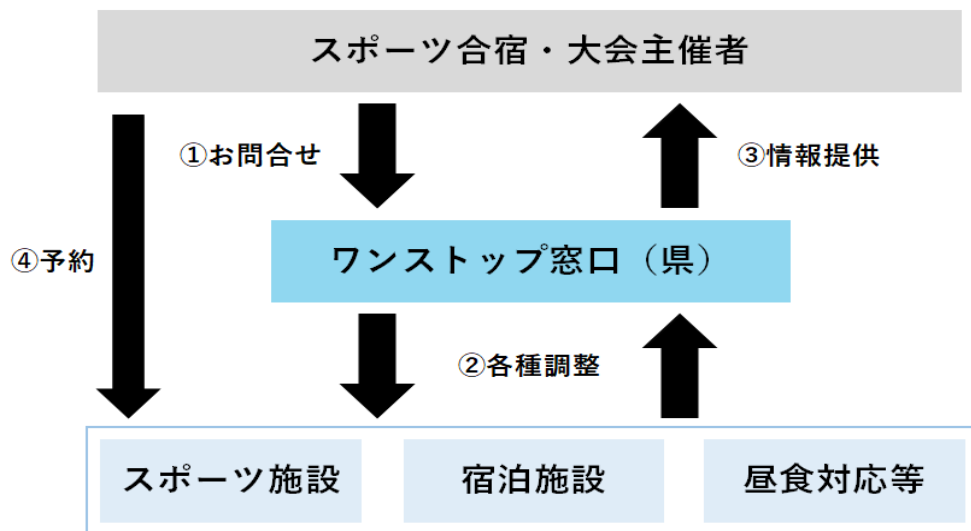 スポーツ合宿・大会主催者
①お問合せ
③情報提供
④予約
ワンストップ窓口（県）
②各種調整
スポーツ施設
宿泊施設
昼食対応等